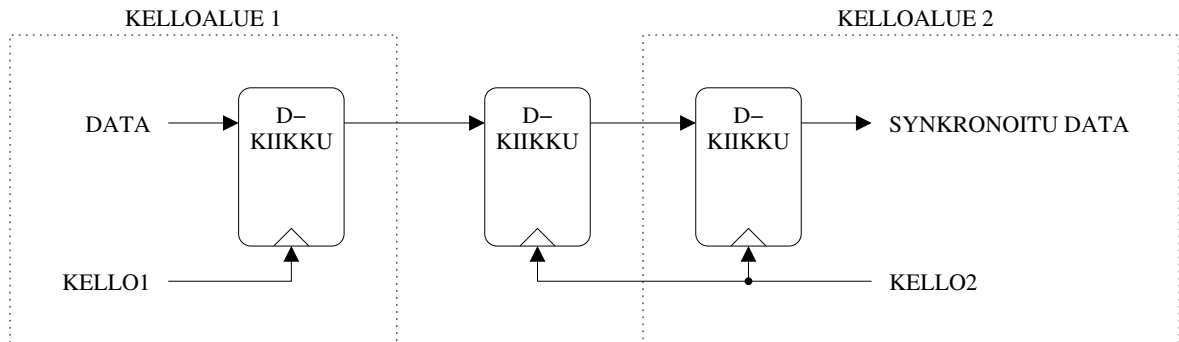 KELLOALUE 1
KELLOALUE 2
DATA
D–
KIIKKU
D–
KIIKKU
D–
KIIKKU
SYNKRONOITU DATA
KELLO1
KELLO2